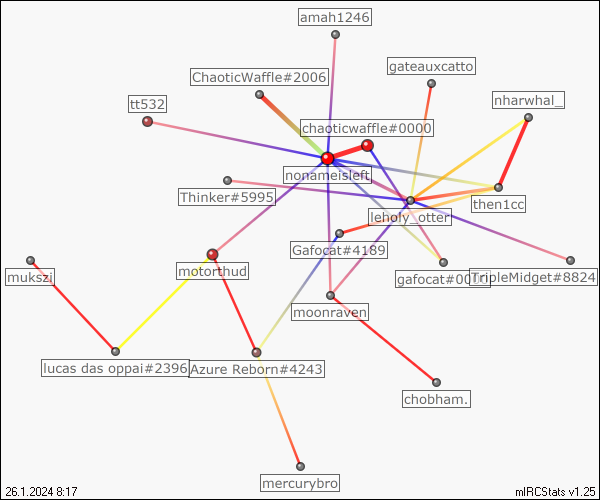 amah1246
gateauxcatto
ChaoticWaffle#2006
nharwhal_
tt532
chaoticwaffle#0000
nonameisleft
Thinker#5995
then1cc
leholy_otter
Gafocat#4189
motorthud
mukszi
gafocat#0000
TripleMidget#8824
moonraven
lucas das oppai#2396
Azure Reborn#4243
chobham.
mercurybro
26.1.2024 8:17
mIRCStats v1.25